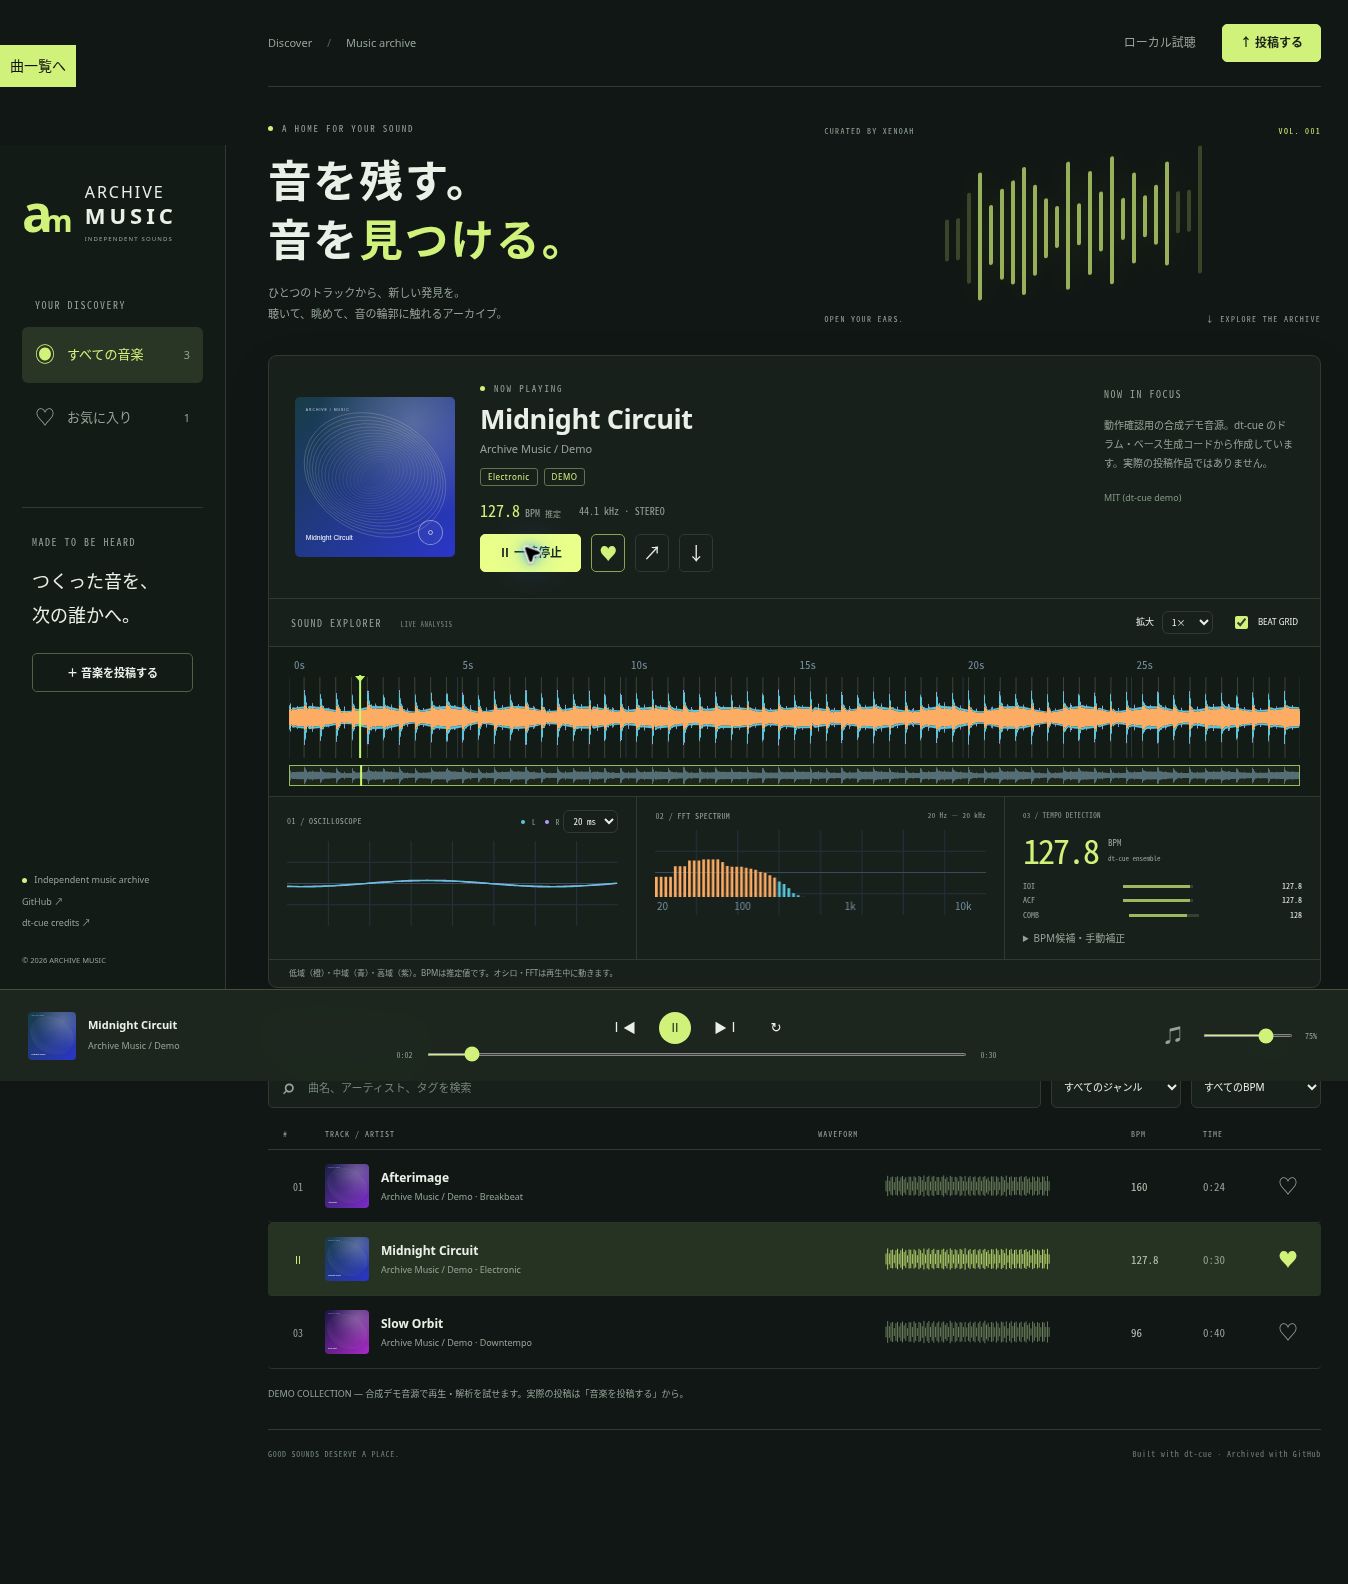 Discover / Music archive
ローカル試聴
↑ 投稿する
曲一覧へ
am
ARCHIVE
MUSIC
INDEPENDENT SOUNDS
YOUR DISCOVERY
すべての音楽 3
お気に入り 1
MADE TO BE HEARD
つくった音を、
次の誰かへ。
+ 音楽を投稿する
Independent music archive
GitHub ↗
dt-cue credits ↗
© 2026 ARCHIVE MUSIC
A HOME FOR YOUR SOUND
音を残す。
音を見つける。
ひとつのトラックから、新しい発見を。
聴いて、眺めて、音の輪郭に触れるアーカイブ。
CURATED BY XENOAH
VOL. 001
OPEN YOUR EARS.
↓ EXPLORE THE ARCHIVE
ARCHIVE / MUSIC
Midnight Circuit
NOW PLAYING
Midnight Circuit
Archive Music / Demo
Electronic
DEMO
127.8 BPM 推定 44.1 kHz · STEREO
停止
NOW IN FOCUS
動作確認用の合成デモ音源。dt-cue のド
ラム・ベース生成コードから作成していま
す。実際の投稿作品ではありません。
MIT (dt-cue demo)
SOUND EXPLORER LIVE ANALYSIS
拡大 1×
BEAT GRID
0s 5s 10s 15s 20s 25s
01 / OSCILLOSCOPE
L R 20 ms
02 / FFT SPECTRUM
20 Hz — 20 kHz
20 100 1k 10k
03 / TEMPO DETECTION
127.8 BPM
dt-cue ensemble
IOI 127.8
ACF 127.8
COMB 128
▶ BPM候補・手動補正
低域（橙）・中域（青）・高域（紫）。BPMは推定値です。オシロ・FFTは再生中に動きます。
Midnight Circuit
Archive Music / Demo
0:02
0:30
75%
曲名、アーティスト、タグを検索
すべてのジャンル
すべてのBPM
# TRACK / ARTIST WAVEFORM BPM TIME
01 Afterimage 160 0:24
Archive Music / Demo · Breakbeat
Midnight Circuit 127.8 0:30
Archive Music / Demo · Electronic
03 Slow Orbit 96 0:40
Archive Music / Demo · Downtempo
DEMO COLLECTION — 合成デモ音源で再生・解析を試せます。実際の投稿は「音楽を投稿する」から。
GOOD SOUNDS DESERVE A PLACE.
Built with dt-cue · Archived with GitHub